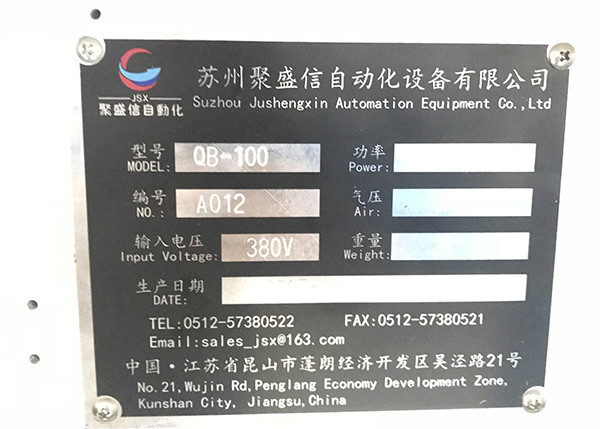 苏州聚盛信自动化设备有限公司
Suzhou Jushengxin Automation Equipment Co.,Ltd
JSX
聚盛信自動化
型号 QB-100 功率
MODEL: Power:
编号 A012 气压
NO.: Air:
输入电压 380V 重量
Input Voltage: Weight:
生产日期
DATE:
TEL:0512-57380522 FAX:0512-57380521
Email:sales_jsx@163.com
中国·江苏省昆山市蓬朗经济开发区吴泾路21号
No.21,Wujin Rd,Penglang Economy Development Zone,
Kunshan City, Jiangsu,China